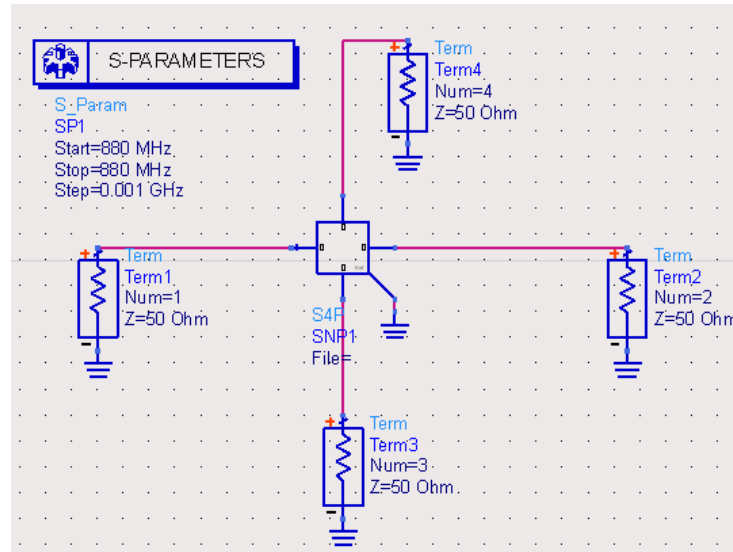 S-PARAMETERS
S_Param
SP1
Start=880 MHz
Stop=880 MHz
Step=0.001 GHz
Term
Term4
Num=4
Z=50 Ohm
Term
Term1
Num=1
Z=50 Ohm
Term
Term2
Num=2
Z=50 Ohm
S4P
SNP1
File=
Term
Term3
Num=3
Z=50 Ohm